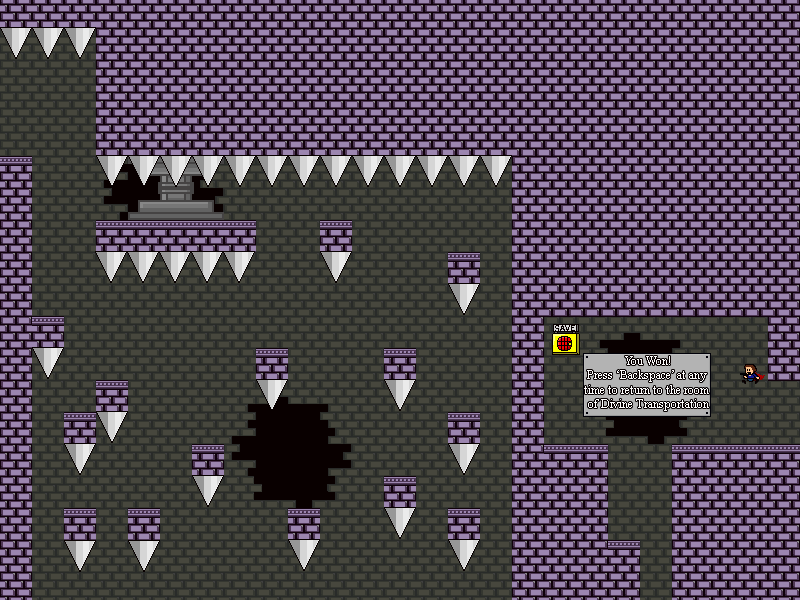 SAVE!
You Won!
Press 'Backspace' at any
time to return to the room
of Divine Transportation